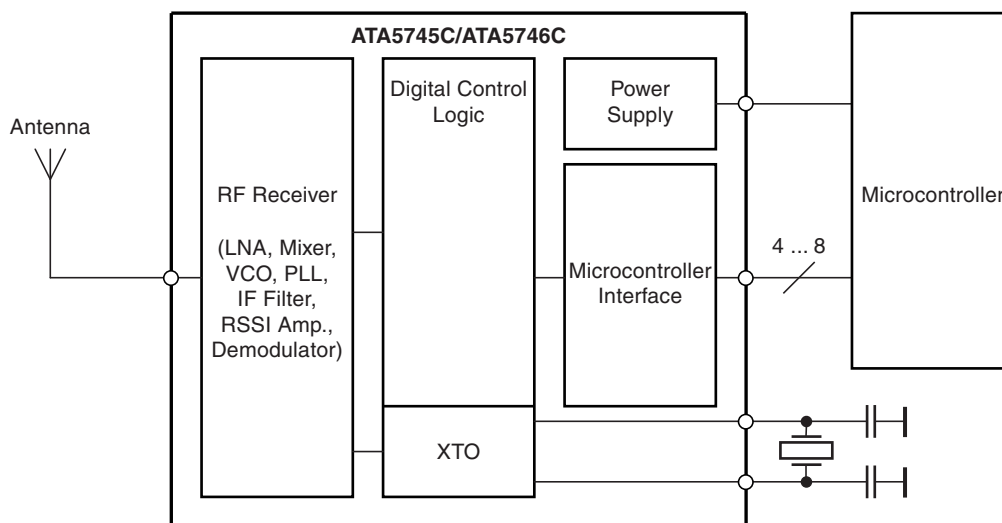 ATA5745C/ATA5746C
Antenna
RF Receiver
(LNA, Mixer,
VCO, PLL,
IF Filter,
RSSI Amp.,
Demodulator)
Digital Control
Logic
XTO
Power
Supply
Microcontroller
Interface
4 ... 8
Microcontroller